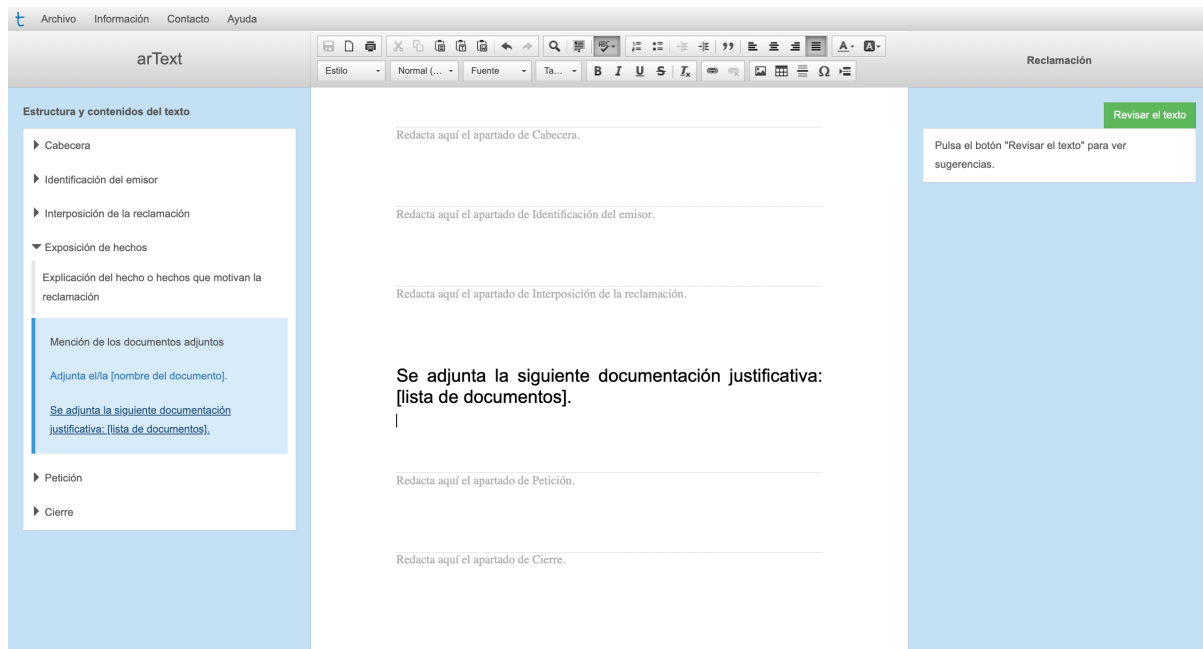 Archivo Información Contacto Ayuda
arText
Estilo Normal (... Fuente Ta... B I U S Ix
Reclamación
Estructura y contenidos del texto
Cabecera
Identificación del emisor
Interposición de la reclamación
Exposición de hechos
Explicación del hecho o hechos que motivan la
reclamación
Mención de los documentos adjuntos
Adjunta el/la [nombre del documento].
Se adjunta la siguiente documentación
justificativa: [lista de documentos].
Petición
Cierre
Redacta aquí el apartado de Cabecera.
Redacta aquí el apartado de Identificación del emisor.
Redacta aquí el apartado de Interposición de la reclamación.
Se adjunta la siguiente documentación justificativa:
[lista de documentos].
Redacta aquí el apartado de Petición.
Redacta aquí el apartado de Cierre.
Revisar el texto
Pulsa el botón "Revisar el texto" para ver
sugerencias.